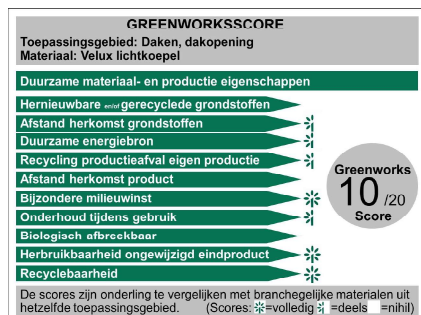 GREENWORKSSCORE
Toepassingsgebied: Daken, dakopening
Materiaal: Velux lichtkoepel
Duurzame materiaal- en productie eigenschappen
Hernieuwbare en/of gerecyclede grondstoffen
Afstand herkomst grondstoffen
Duurzame energiebron
Recycling productieafval eigen productie
Afstand herkomst product
Bijzondere milieuwinst
Onderhoud tijdens gebruik
Biologisch afbreekbaar
Herbruikbaarheid ongewijzigd eindproduct
Recyclebaarheid
Greenworks
10 /20
Score
De scores zijn onderling te vergelijken met branchegelijke materialen uit
hetzelfde toepassingsgebied. (Scores: =volledig =deels =nihil)